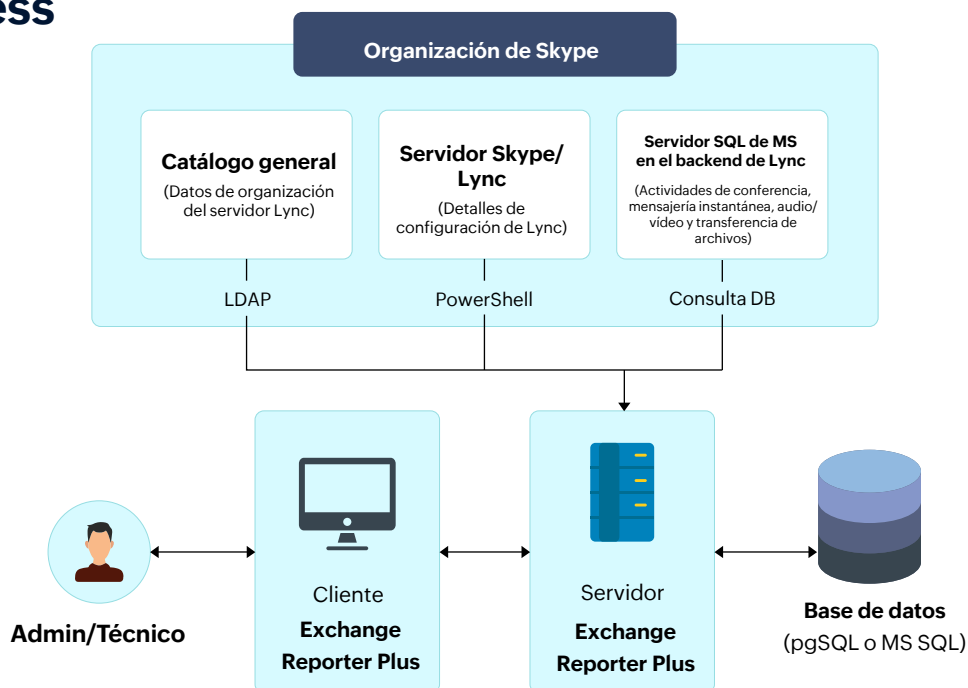 ess
Organización de Skype
Catálogo general
(Datos de organización
del servidor Lync)
Servidor Skype/
Lync
(Detalles de
configuración de Lync)
Servidor SQL de MS
en el backend de Lync
(Actividades de conferencia,
mensajería instantánea, audio/
vídeo y transferencia de
archivos)
LDAP
PowerShell
Consulta DB
Admin/Técnico
Cliente
Exchange
Reporter Plus
Servidor
Exchange
Reporter Plus
Base de datos
(pgSQL o MS SQL)